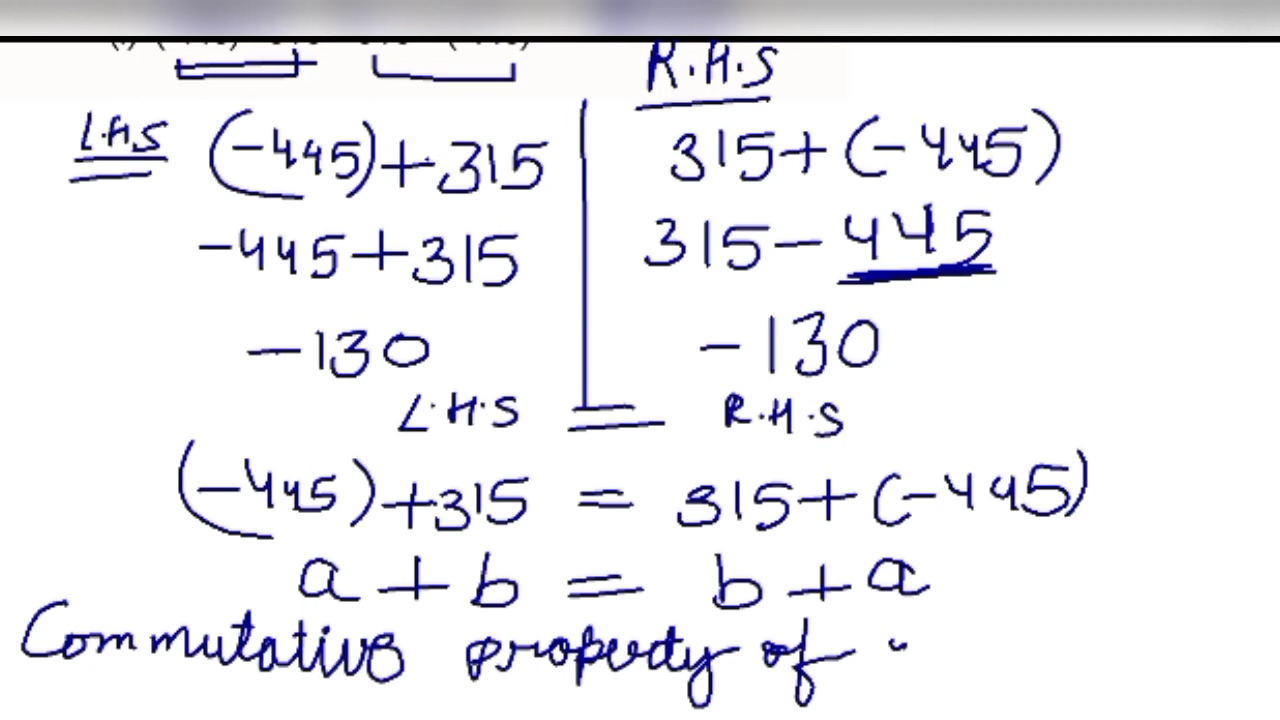 R.H.S
L.H.S (-445)+315
315+(-445)
-445+315
315-445
-130
-130
L.H.S = R.H.S
(-445)+315 = 315+(-445)
a+b = b+a
Commutative property of